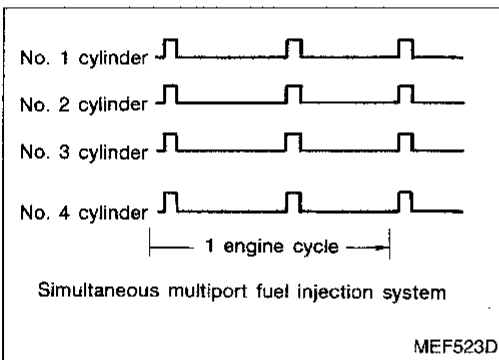 No. 1 cylinder
No. 2 cylinder
No. 3 cylinder
No. 4 cylinder
1 engine cycle
Simultaneous multiport fuel injection system
MEF523D